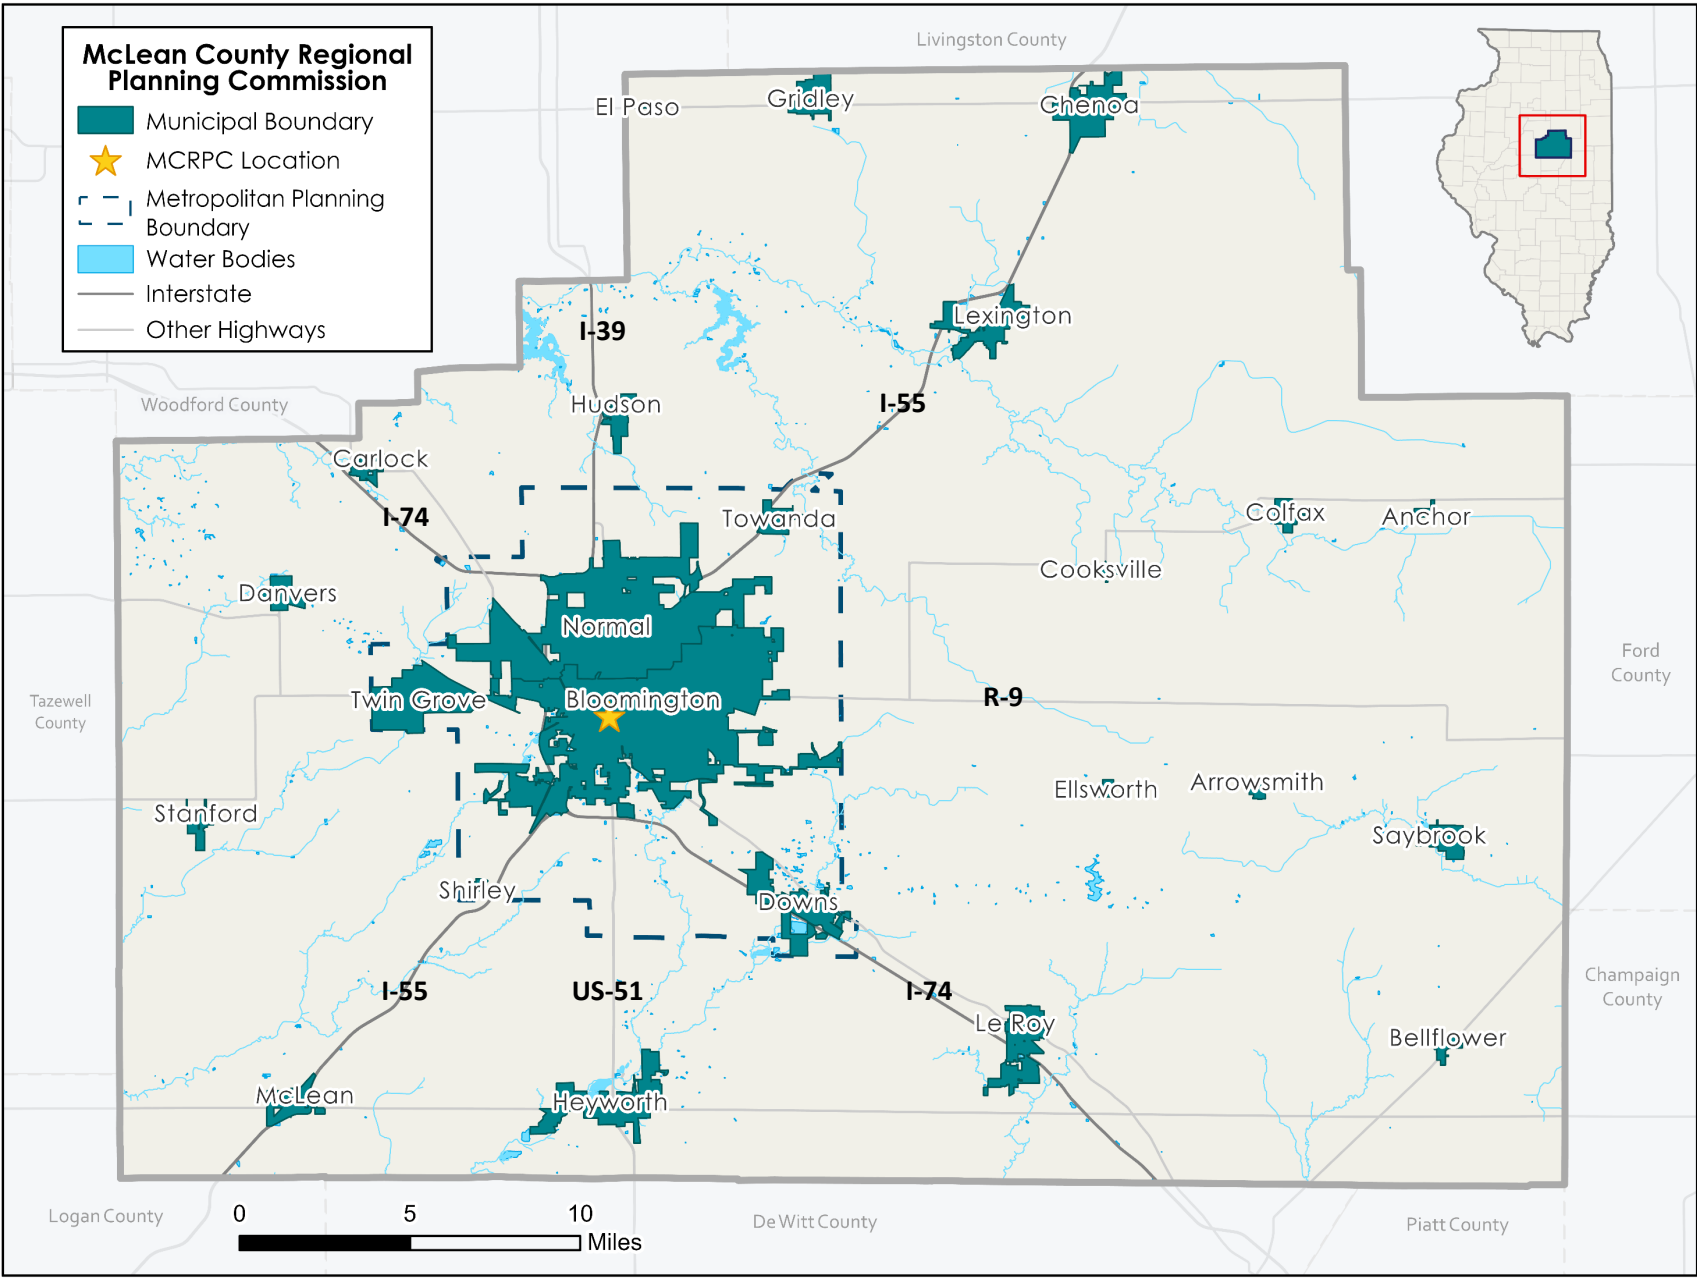 McLean County Regional
Planning Commission
Municipal Boundary
MCRPC Location
Metropolitan Planning
Boundary
Water Bodies
Interstate
Other Highways
Livingston County
El Paso
Gridley
Chenoa
I-39
Lexington
Woodford County
Hudson
I-55
Carlock
I-74
Towanda
Colfax
Anchor
Cooksville
Danvers
Normal
Ford
County
Tazewell
County
Twin Grove
Bloomington
R-9
Stanford
Ellsworth
Arrowsmith
Saybrook
Shirley
Downs
I-55
US-51
I-74
Champaign
County
Le Roy
Bellflower
McLean
Heyworth
Logan County
0 5 10
Miles
De Witt County
Piatt County